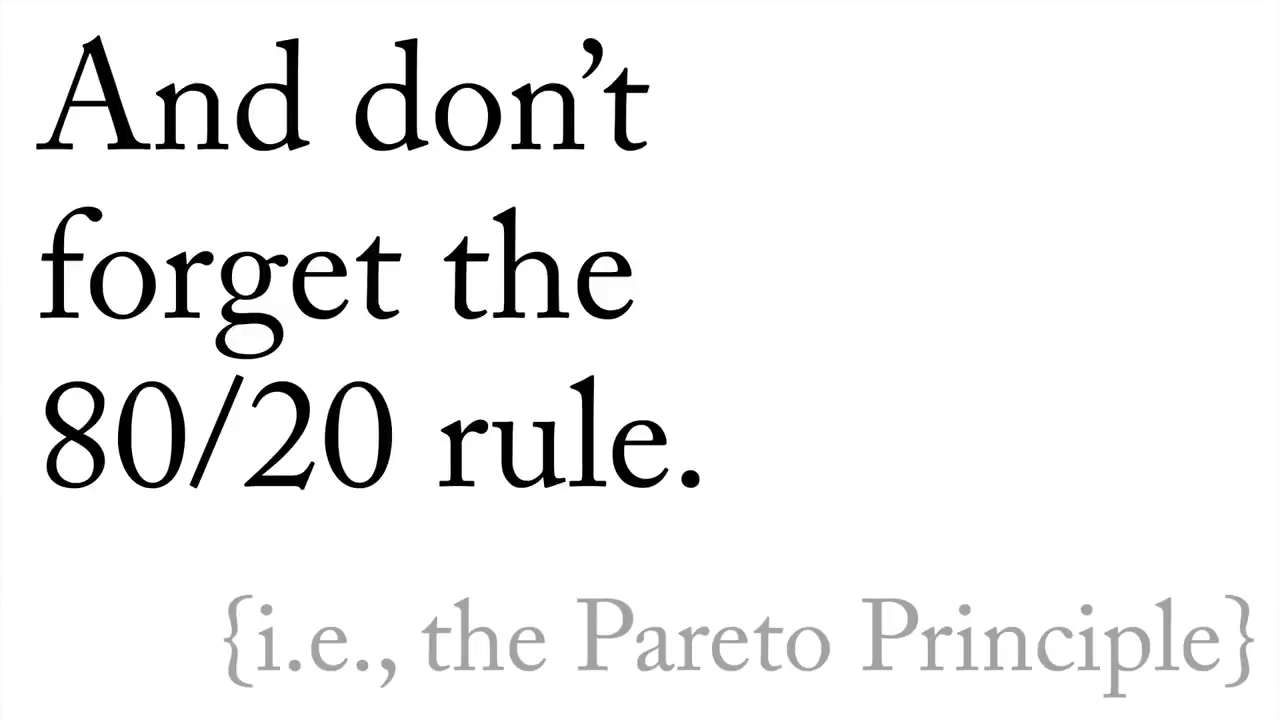 And don’t
forget the
80/20 rule.
{i.e., the Pareto Principle}